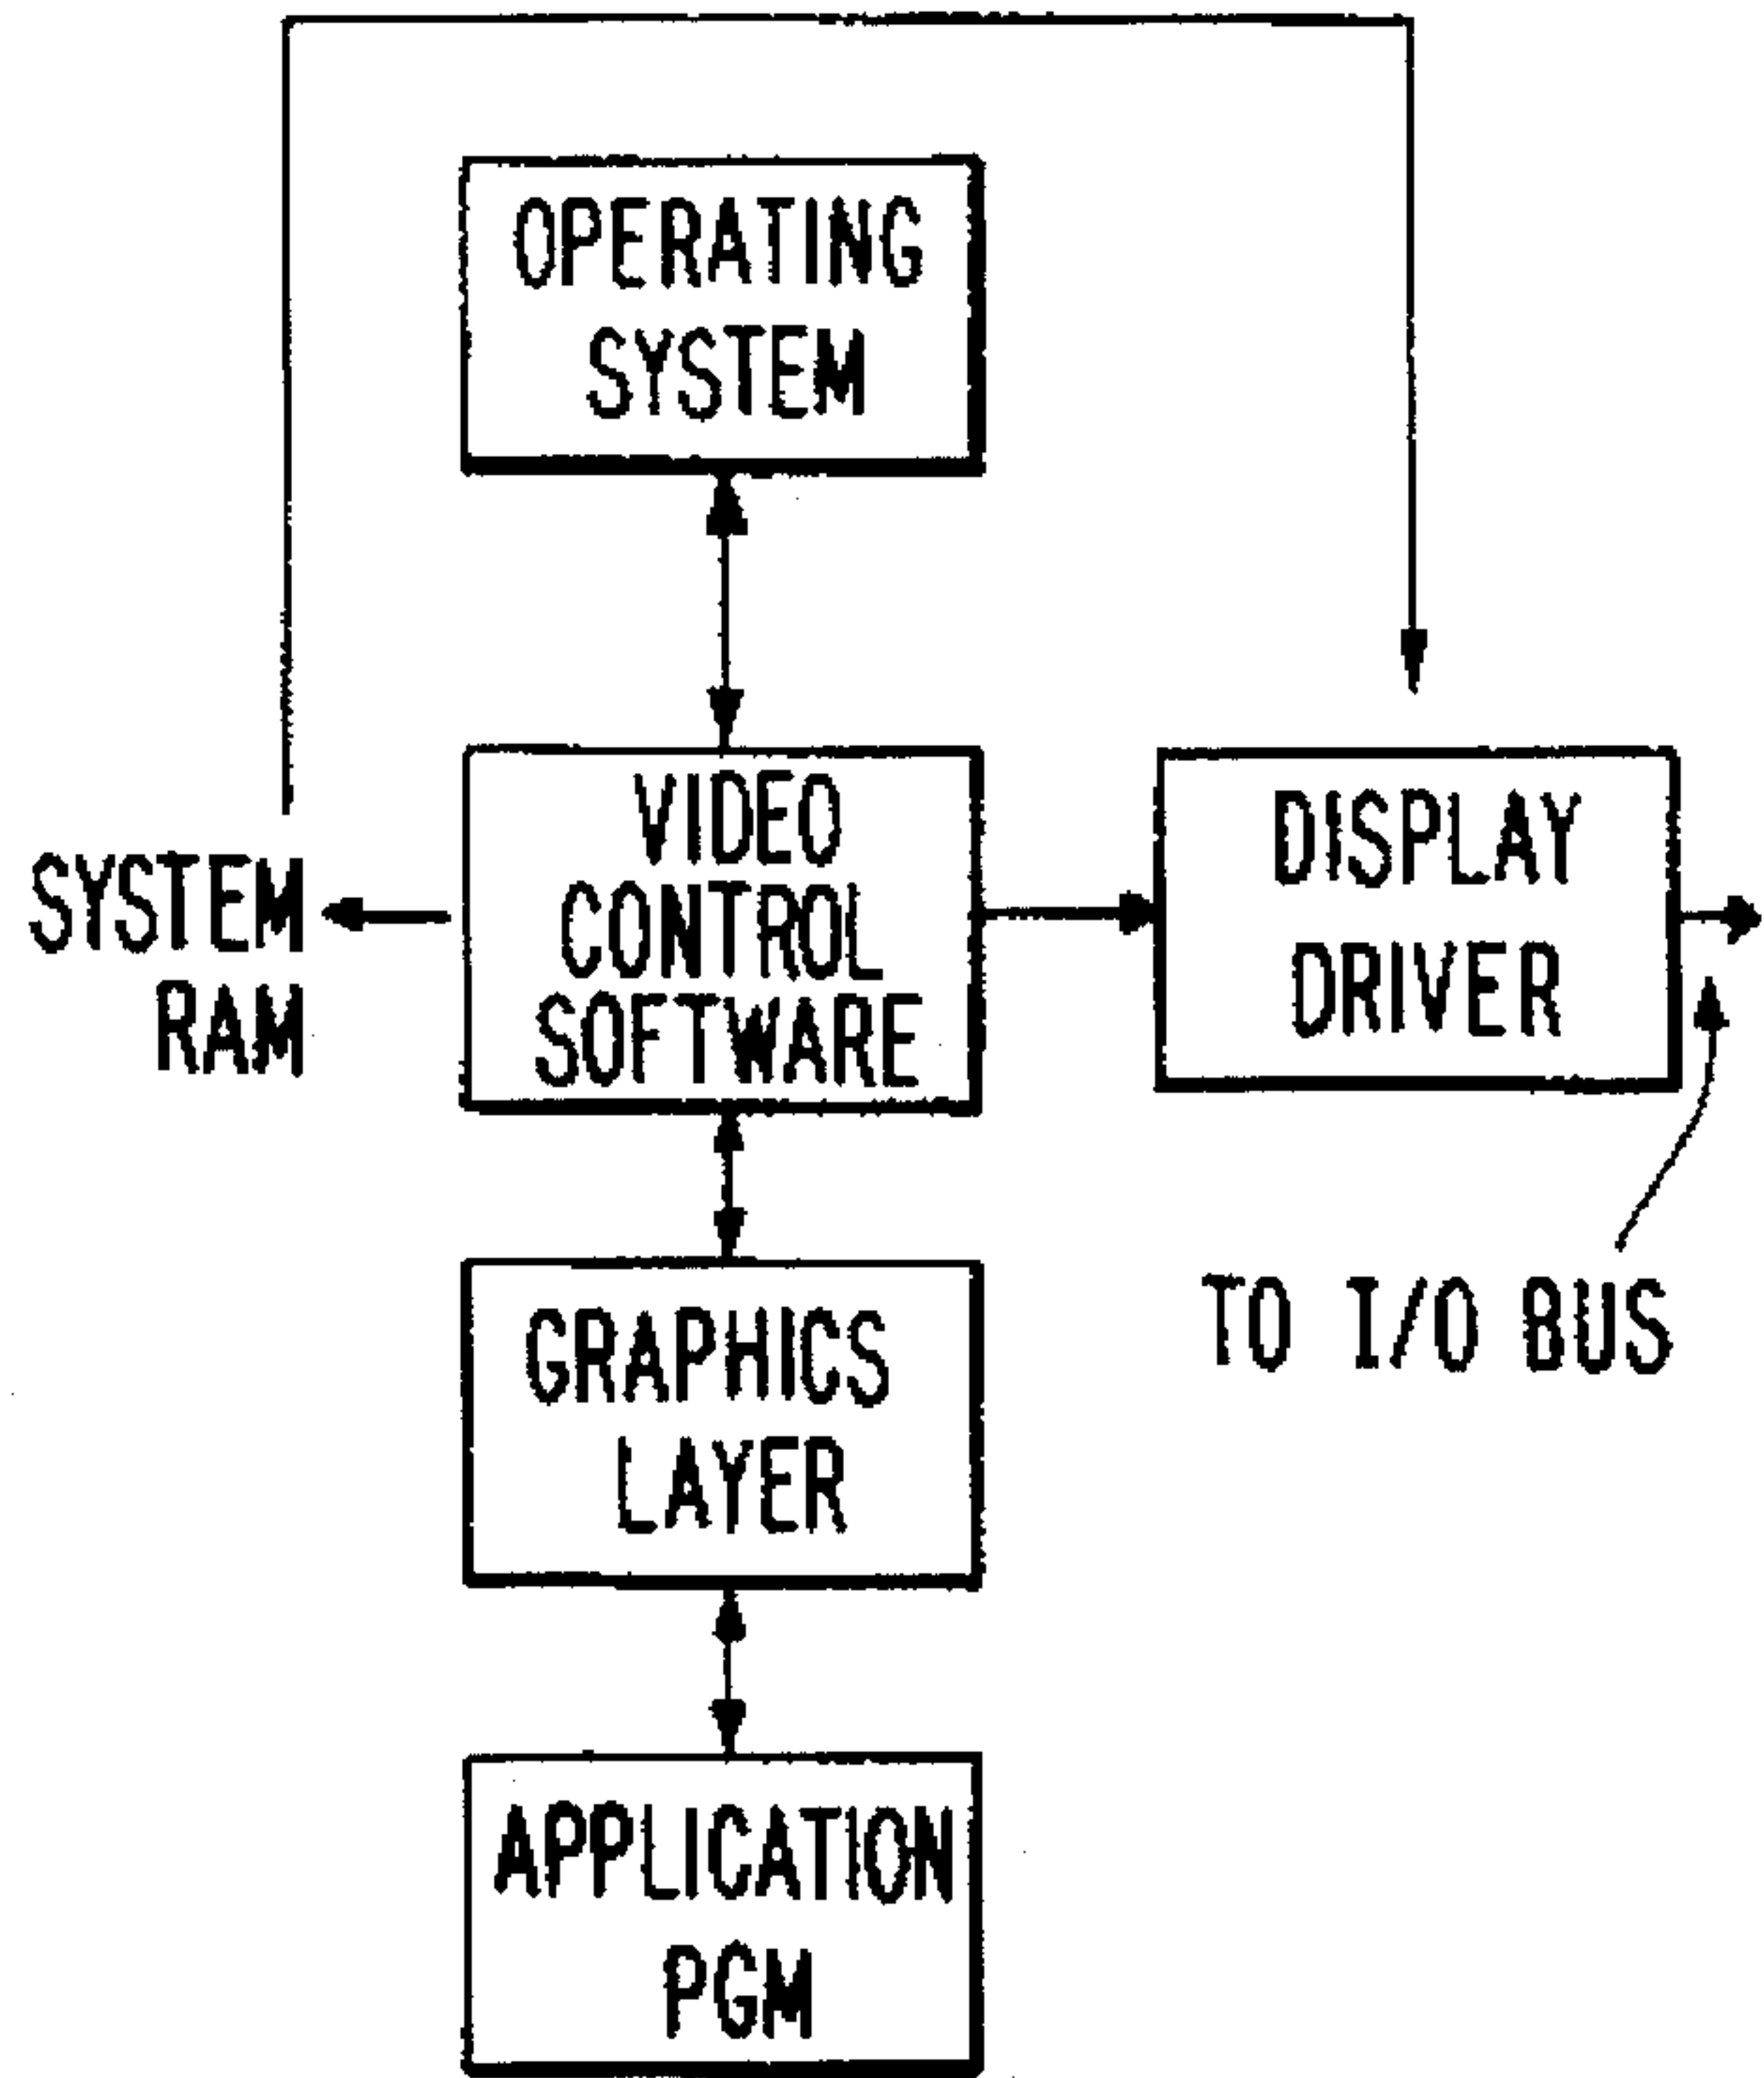 OPERATING
SYSTEM
VIDEO
CONTROL
SOFTWARE
SYSTEM
RAM
DISPLAY
DRIVER
TO I/O BUS
GRAPHICS
LAYER
APPLICATION
PGM